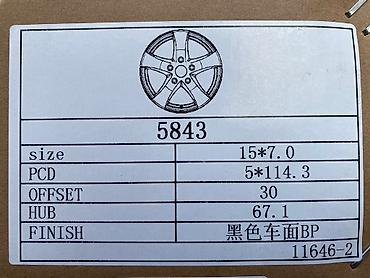 5843
size 15*7.0
PCD 5*114.3
OFFSET 30
HUB 67.1
FINISH 黑色车面BP
11646-2